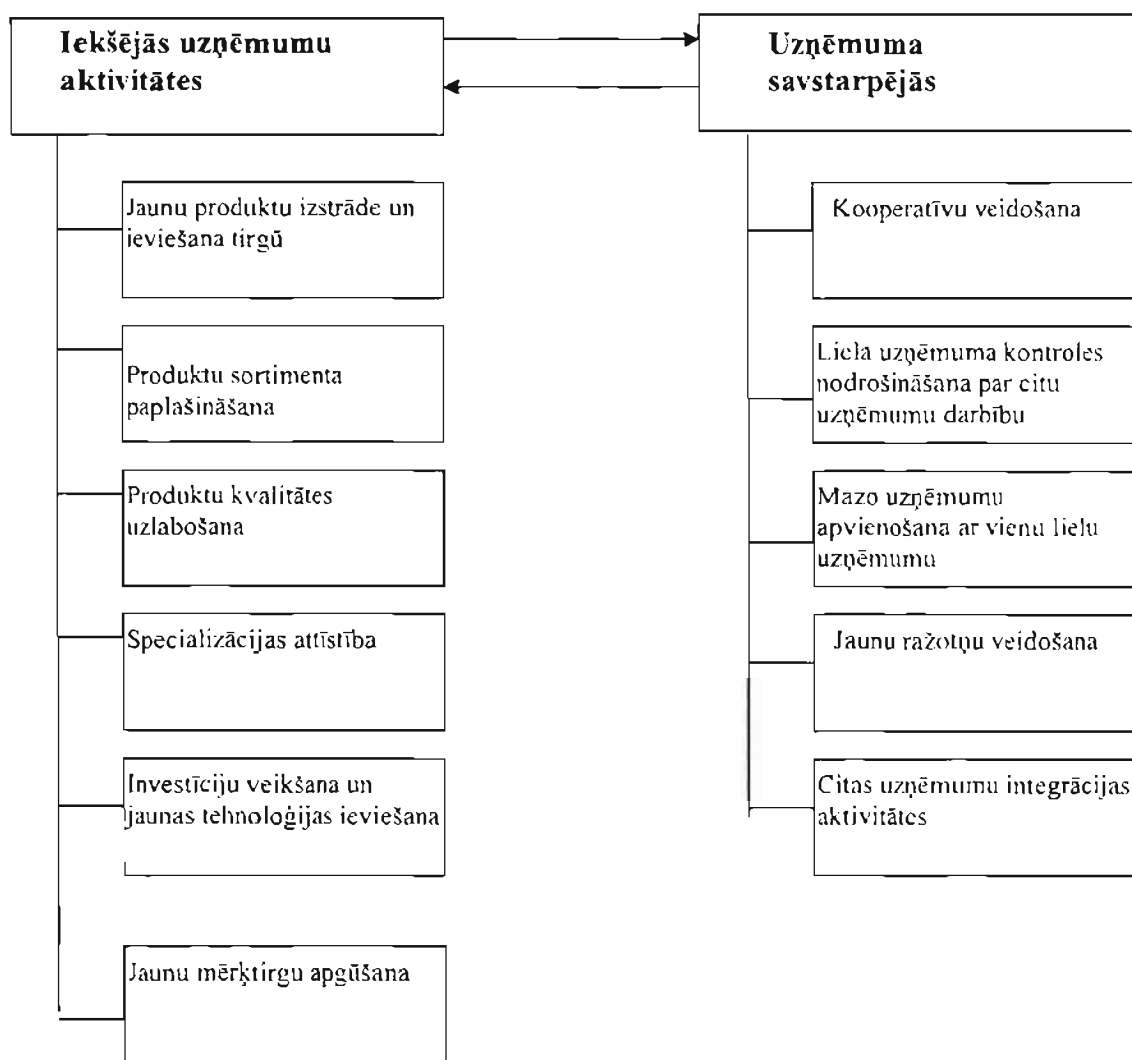 Iekšējās uzņēmumu
aktivitātes
Jaunu produktu izstrāde un
ieviešana tirgū
Produktu sortimenta
paplašināšana
Produktu kvalitātes
uzlabošana
Specializācijas attīstība
Investīciju veikšana un
jaunas tehnoloģijas ieviešana
Jaunu mērķtirgu apgūšana
Uzņēmuma
savstarpējās
Kooperatīvu veidošana
Liela uzņēmuma kontroles
nodrošināšana par citu
uzņēmumu darbību
Mazo uzņēmumu
apvienošana ar vienu lielu
uzņēmumu
Jaunu ražotņu veidošana
Citas uzņēmumu integrācijas
aktivitātes